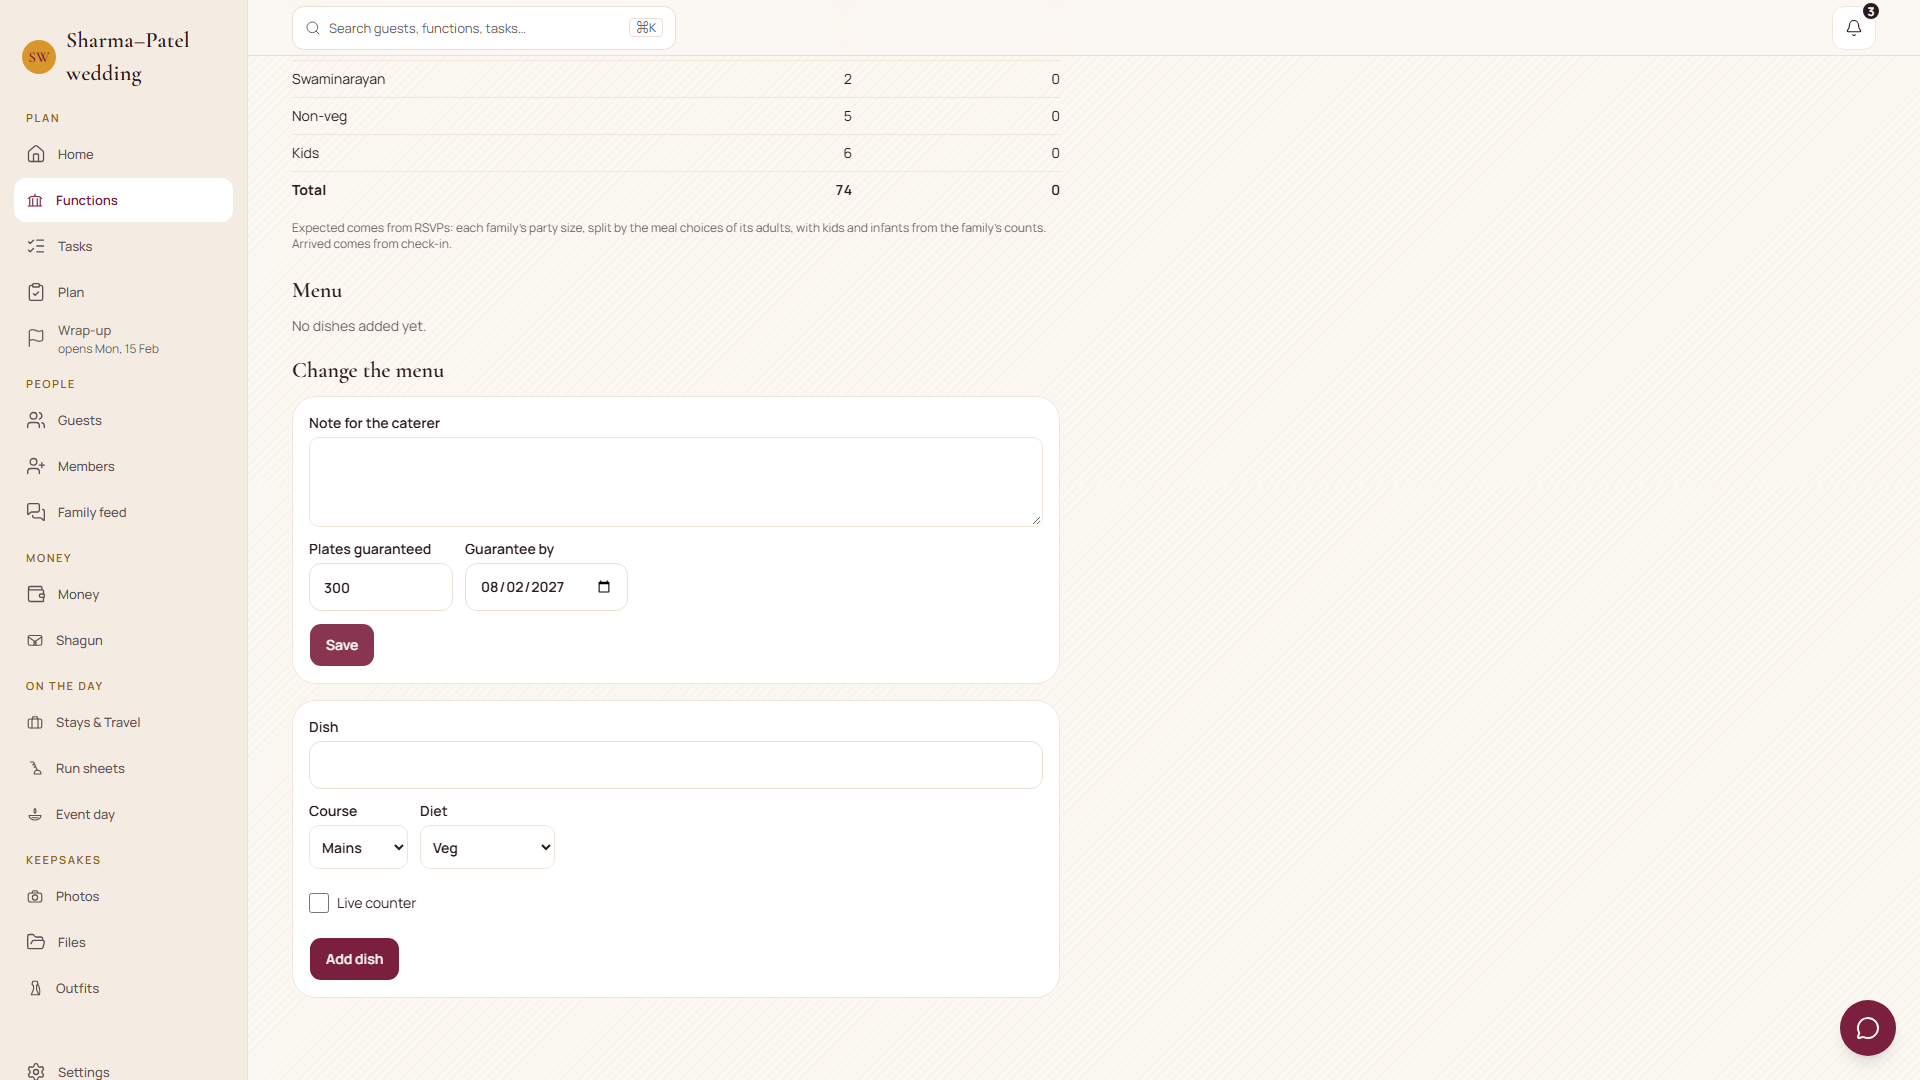 SW
Sharma–Patel
wedding
Search guests, functions, tasks…
⌘K
3
PLAN
Home
Functions
Tasks
Plan
Wrap-up
opens Mon, 15 Feb
PEOPLE
Guests
Members
Family feed
MONEY
Money
Shagun
ON THE DAY
Stays & Travel
Run sheets
Event day
KEEPSAKES
Photos
Files
Outfits
Settings
Swaminarayan 2 0
Non-veg 5 0
Kids 6 0
Total 74 0
Expected comes from RSVPs: each family's party size, split by the meal choices of its adults, with kids and infants from the family's counts.
Arrived comes from check-in.
Menu
No dishes added yet.
Change the menu
Note for the caterer
Plates guaranteed Guarantee by
300 08/02/2027
Save
Dish
Course Diet
Mains Veg
Live counter
Add dish